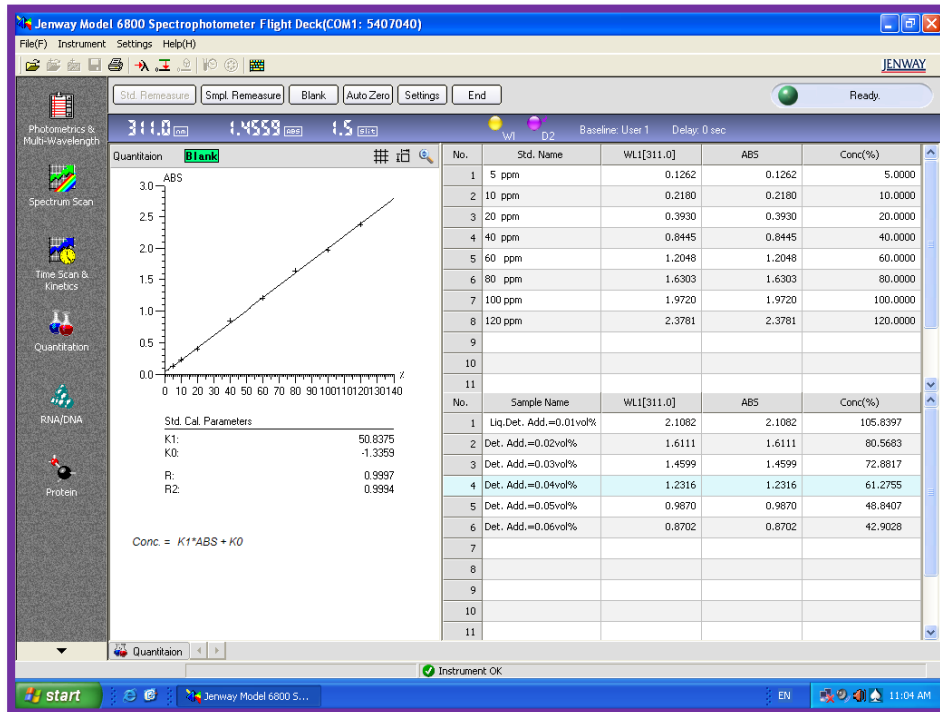 Jenway Model 6800 Spectrophotometer Flight Deck(COM1: 5407040)
File(F) Instrument Settings Help(H)
JENWAY
Std. Remeasure Smpl. Remeasure Blank Auto Zero Settings End Ready.
311.0 nm 1.4559 ABS 1.5 Slit WI D2 Baseline: User 1 Delay: 0 sec
Photometrics &
Multi-Wavelength
Spectrum Scan
Time Scan &
Kinetics
Quantitation
RNA/DNA
Protein
Quantitaion Blank
ABS
3.0
2.5
2.0
1.5
1.0
0.5
0.0
0 10 20 30 40 50 60 70 80 90 100110120130140 %
Std. Cal. Parameters
K1: 50.8375
K0: -1.3359
R: 0.9997
R2: 0.9994
Conc. = K1*ABS + K0
No. Std. Name WL1[311.0] ABS Conc(%)
1 5 ppm 0.1262 0.1262 5.0000
2 10 ppm 0.2180 0.2180 10.0000
3 20 ppm 0.3930 0.3930 20.0000
4 40 ppm 0.8445 0.8445 40.0000
5 60 ppm 1.2048 1.2048 60.0000
6 80 ppm 1.6303 1.6303 80.0000
7 100 ppm 1.9720 1.9720 100.0000
8 120 ppm 2.3781 2.3781 120.0000
9
10
11
No. Sample Name WL1[311.0] ABS Conc(%)
1 Liq.Det. Add.=0.01vol% 2.1082 2.1082 105.8397
2 Det. Add.=0.02vol% 1.6111 1.6111 80.5683
3 Det. Add.=0.03vol% 1.4599 1.4599 72.8817
4 Det. Add.=0.04vol% 1.2316 1.2316 61.2755
5 Det. Add.=0.05vol% 0.9870 0.9870 48.8407
6 Det. Add.=0.06vol% 0.8702 0.8702 42.9028
7
8
9
10
11
Quantitaion
Instrument OK
start Jenway Model 6800 S... EN 11:04 AM